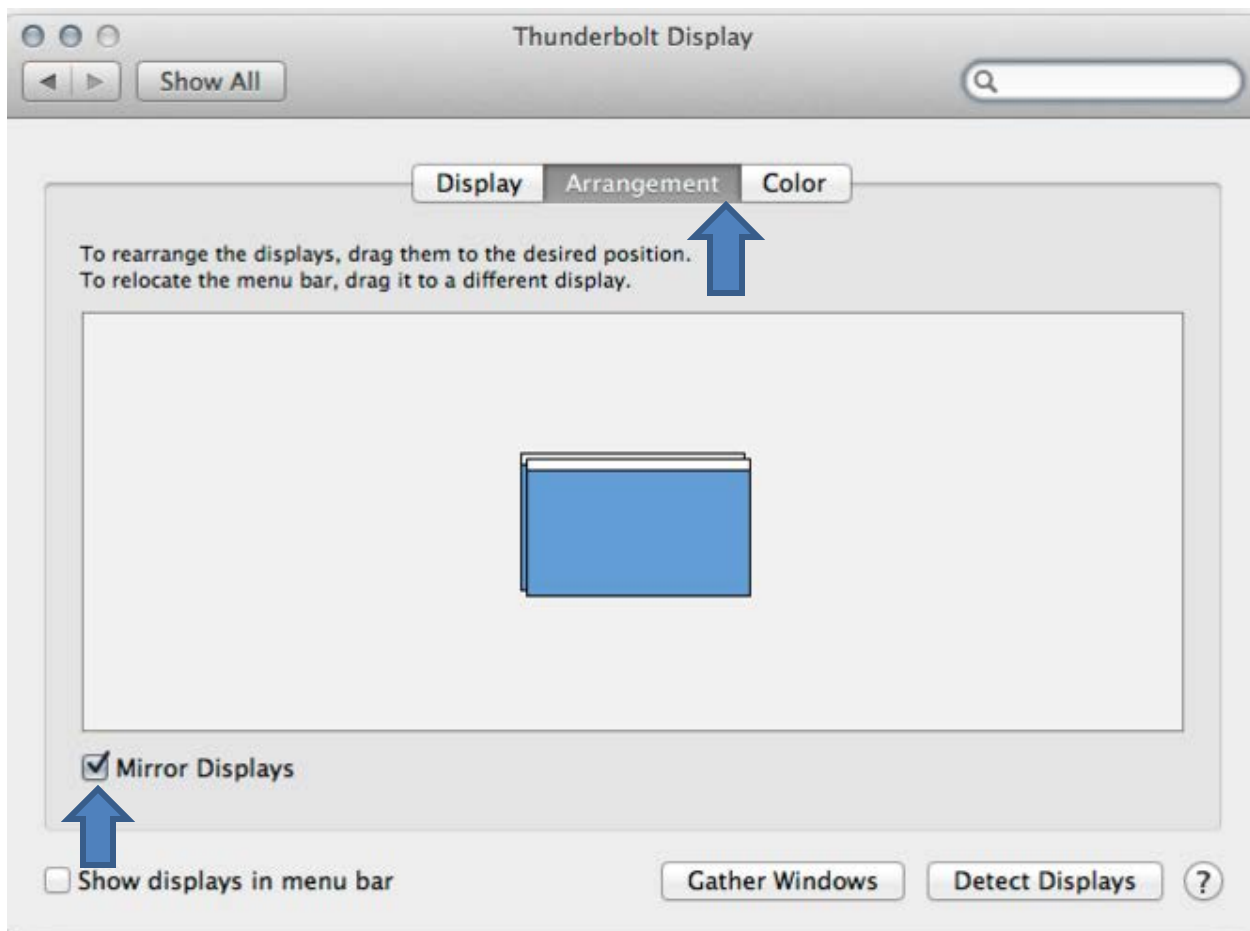 Thunderbolt Display
Show All
Display Arrangement Color
To rearrange the displays, drag them to the desired position.
To relocate the menu bar, drag it to a different display.
Mirror Displays
Show displays in menu bar Gather Windows Detect Displays ?